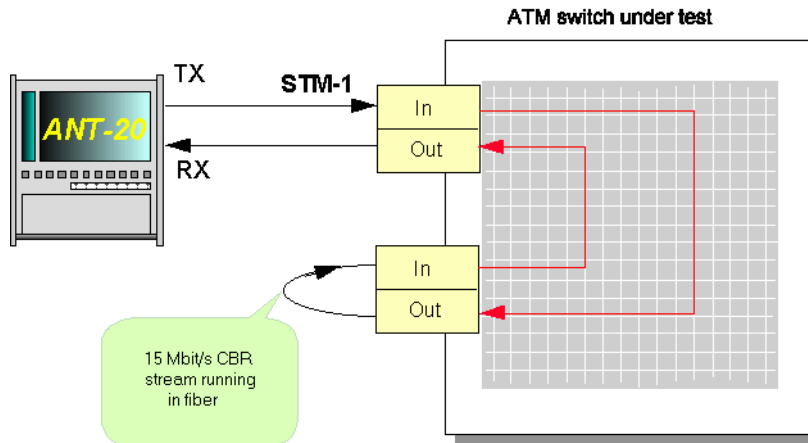 ATM switch under test
TX
STM-1
ANT-20
In
Out
RX
In
Out
15 Mbit/s CBR
stream running
in fiber